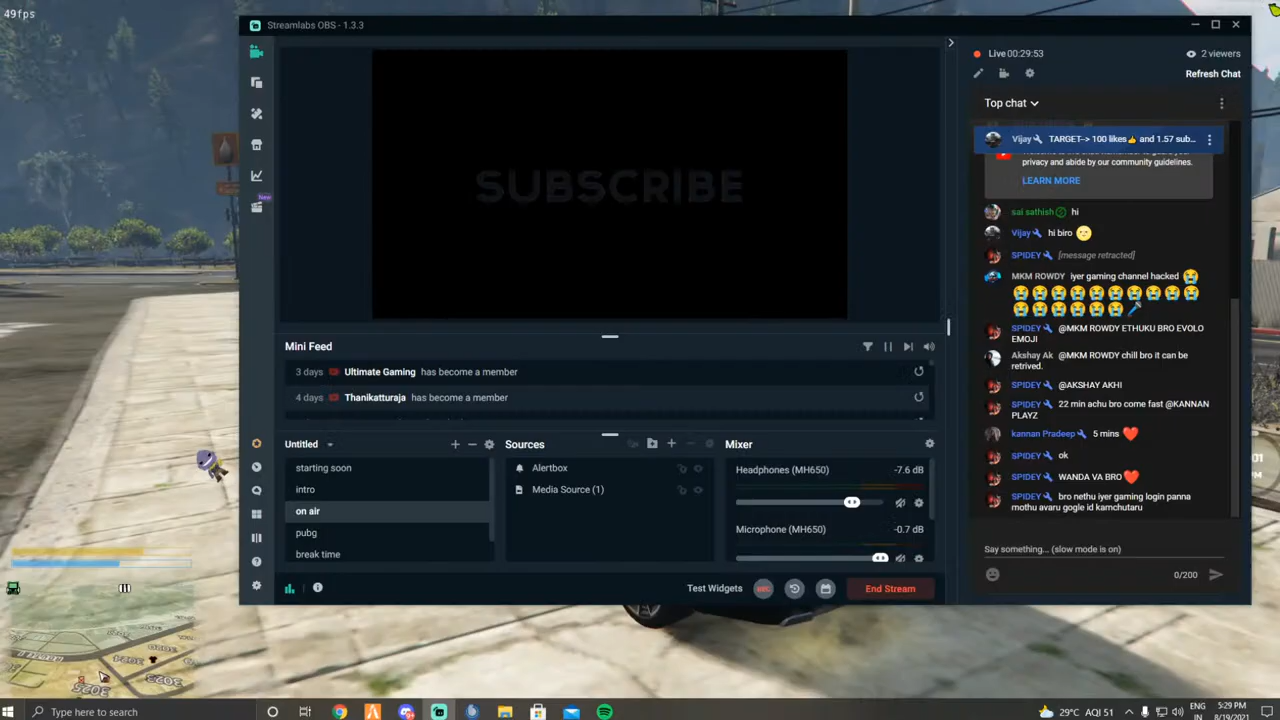 49fps
Streamlabs OBS - 1.3.3
Live 00:29:53
2 viewers
Refresh Chat
Top chat
Vijay TARGET--> 100 likes👍 and 1.57 sub...
privacy and abide by our community guidelines.
LEARN MORE
sai sathish hi
Vijay hi biro 🌝
SPIDEY [message retracted]
MKM ROWDY iyer gaming channel hacked 😭
😭😭😭😭😭😭😭😭😭😭
😭😭😭😭😭😭
SPIDEY @MKM ROWDY ETHUKU BRO EVOLO
EMOJI
Akshay Ak @MKM ROWDY chill bro it can be
retrived.
SPIDEY @AKSHAY AKHI
SPIDEY 22 min achu bro come fast @KANNAN
PLAYZ
kannan Pradeep 5 mins ❤️
SPIDEY ok
SPIDEY WANDA VA BRO❤️
SPIDEY bro nethu iyer gaming login panna
mothu avaru gogle id kamchutaru
Say something... (slow mode is on)
0/200
SUBSCRIBE
New
Mini Feed
3 days Ultimate Gaming has become a member
4 days Thanikatturaja has become a member
Untitled
starting soon
intro
on air
pubg
break time
Sources
Alertbox
Media Source (1)
Mixer
Headphones (MH650) -7.6 dB
Microphone (MH650) -0.7 dB
Test Widgets
REC
End Stream
Type here to search
29°C AQI 51
ENG
IN
5:29 PM
8/19/2021